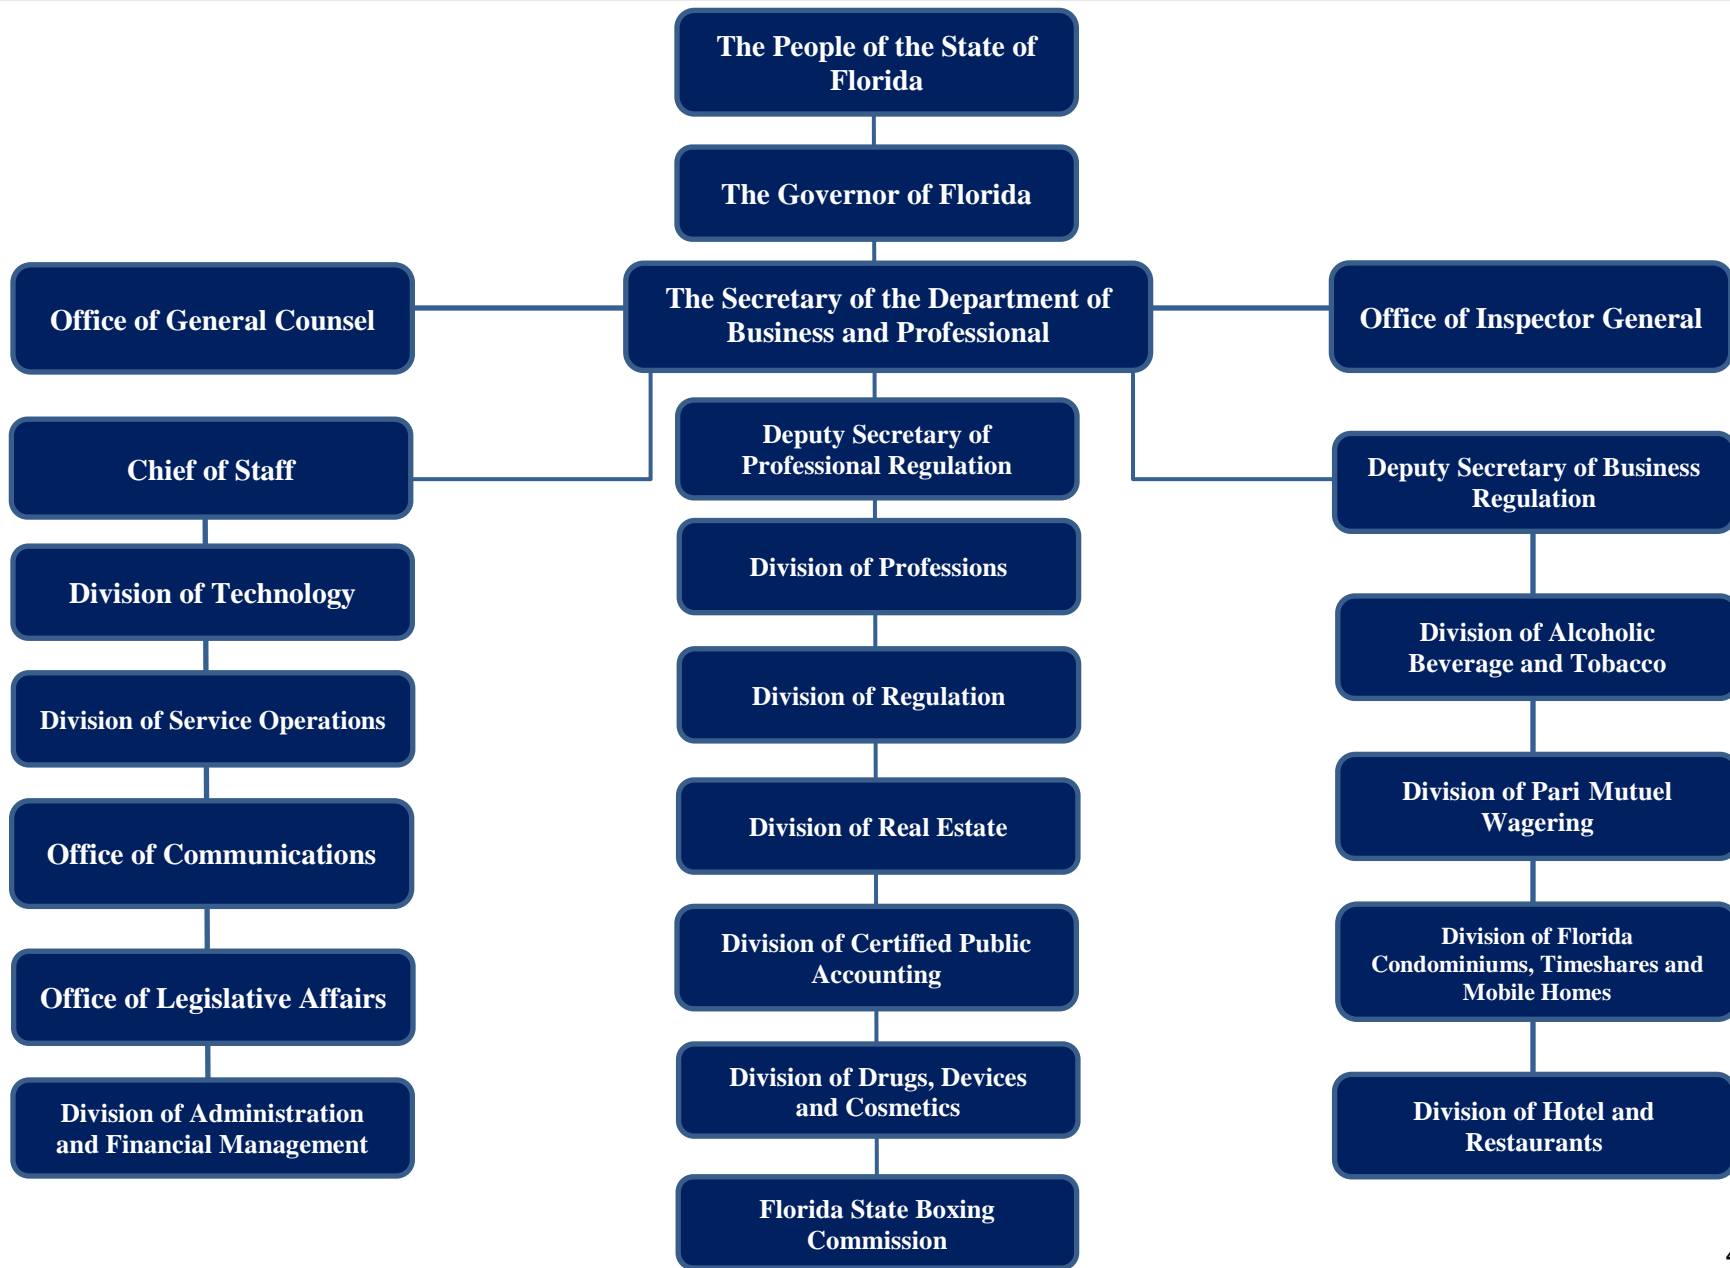 The People of the State of
Florida
The Governor of Florida
Office of General Counsel
The Secretary of the Department of
Business and Professional
Office of Inspector General
Chief of Staff
Deputy Secretary of
Professional Regulation
Deputy Secretary of Business
Regulation
Division of Technology
Division of Professions
Division of Alcoholic
Beverage and Tobacco
Division of Service Operations
Division of Regulation
Division of Pari Mutuel
Wagering
Office of Communications
Division of Real Estate
Division of Florida
Condominiums, Timeshares and
Mobile Homes
Office of Legislative Affairs
Division of Certified Public
Accounting
Division of Administration
and Financial Management
Division of Drugs, Devices
and Cosmetics
Division of Hotel and
Restaurants
Florida State Boxing
Commission